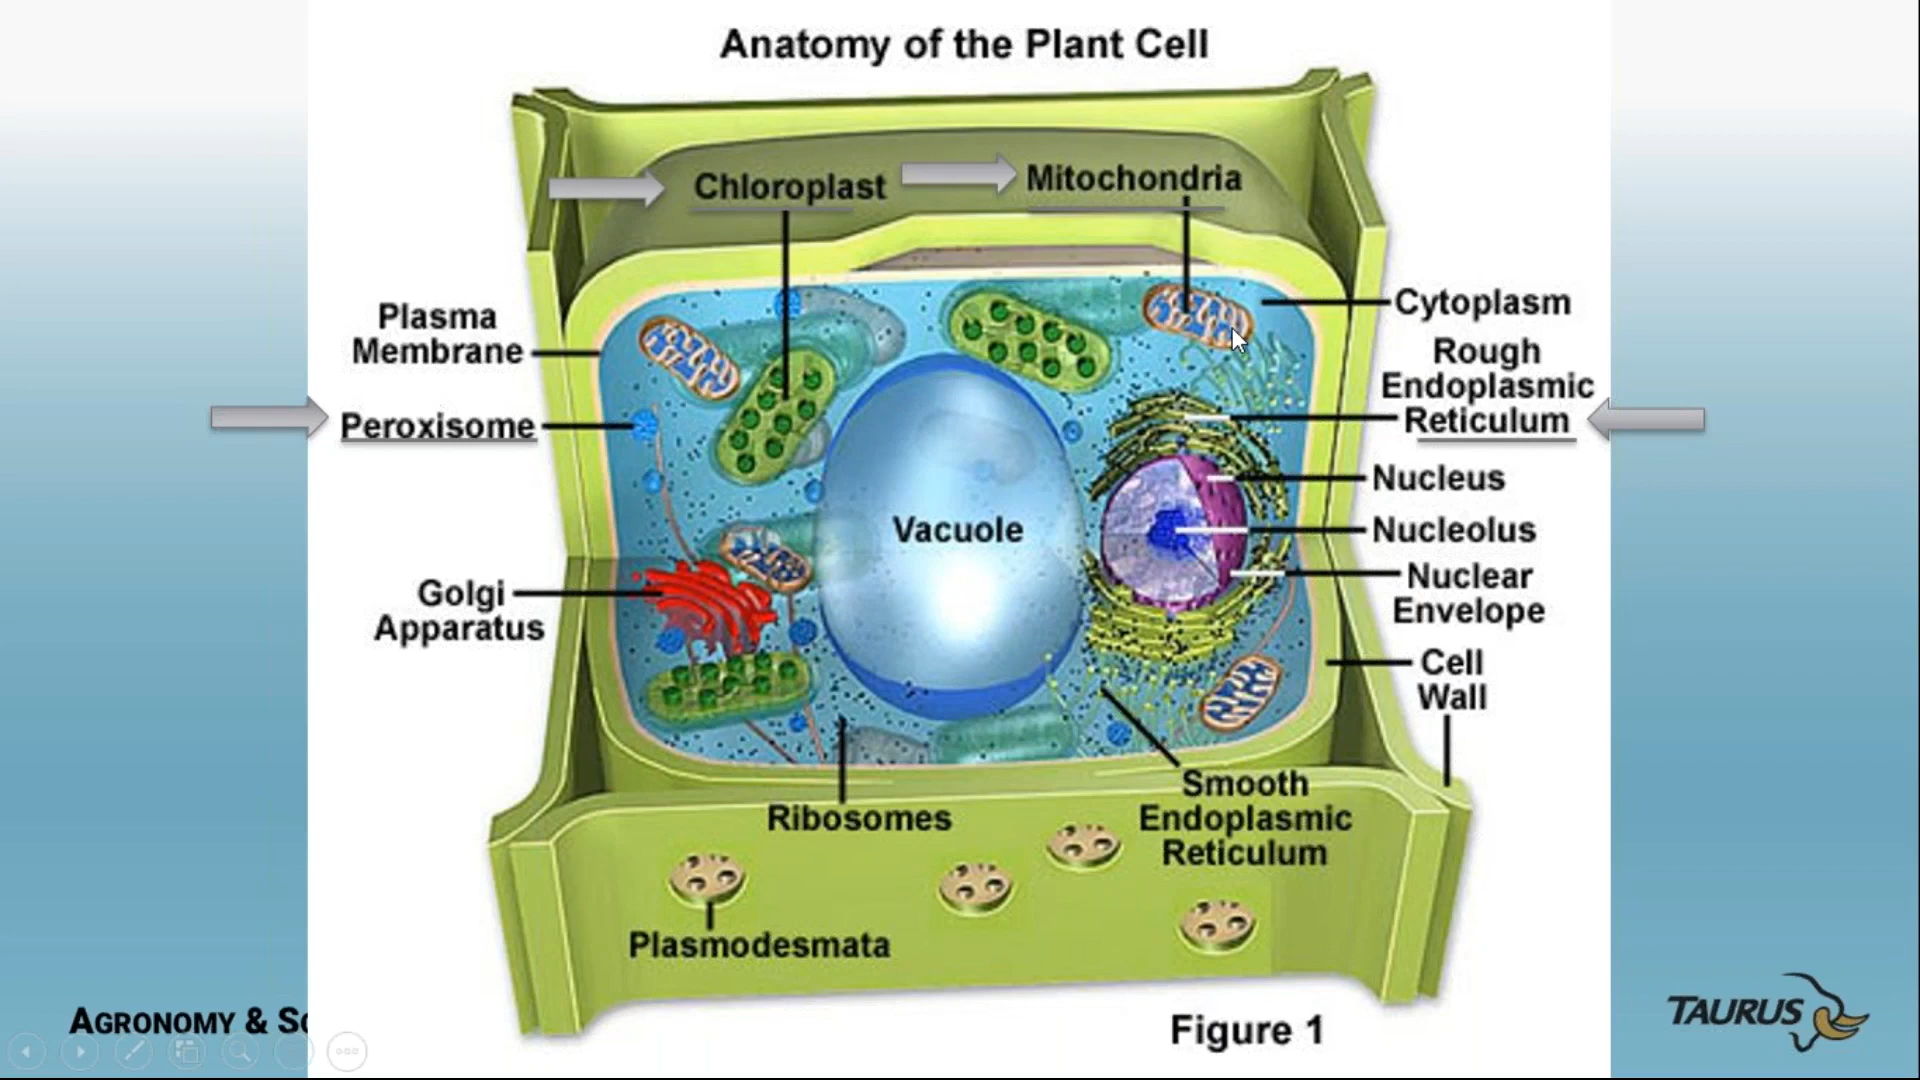 Anatomy of the Plant Cell
Chloroplast
Mitochondria
Plasma
Membrane
Peroxisome
Golgi
Apparatus
Vacuole
Cytoplasm
Rough
Endoplasmic
Reticulum
Nucleus
Nucleolus
Nuclear
Envelope
Cell
Wall
Ribosomes
Smooth
Endoplasmic
Reticulum
Plasmodesmata
Figure 1
AGRONOMY &
TAURUS